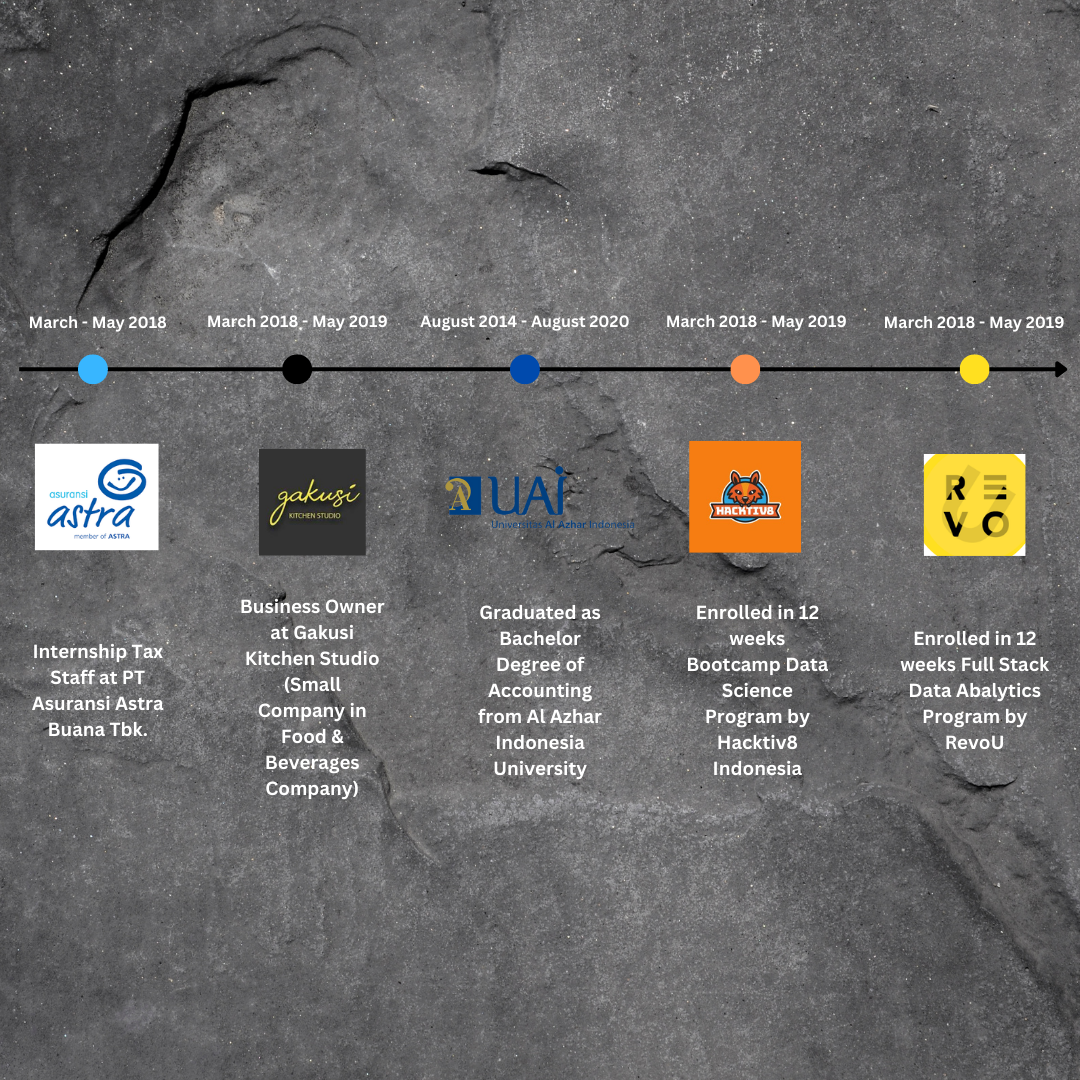 March - May 2018
March 2018 - May 2019
August 2014 - August 2020
March 2018 - May 2019
March 2018 - May 2019
asuransi
astra
member of ASTRA
gakusi
KITCHEN STUDIO
A UAI
Universitas Al Azhar Indonesia
HACKTIV8
RE
VO
U
Internship Tax
Staff at PT
Asuransi Astra
Buana Tbk.
Business Owner
at Gakusi
Kitchen Studio
(Small
Company in
Food &
Beverages
Company)
Graduated as
Bachelor
Degree of
Accounting
from Al Azhar
Indonesia
University
Enrolled in 12
weeks
Bootcamp Data
Science
Program by
Hacktiv8
Indonesia
Enrolled in 12
weeks Full Stack
Data Abalytics
Program by
RevoU